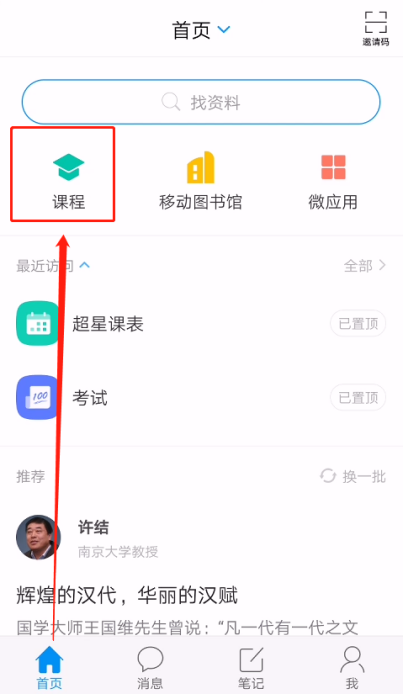 首页
邀请码
找资料
课程
移动图书馆
微应用
最近访问
全部
超星课表
已置顶
100
考试
已置顶
推荐
换一批
许结
南京大学教授
辉煌的汉代，华丽的汉赋
国学大师王国维先生曾说：“凡一代有一代之文
首页
消息
笔记
我